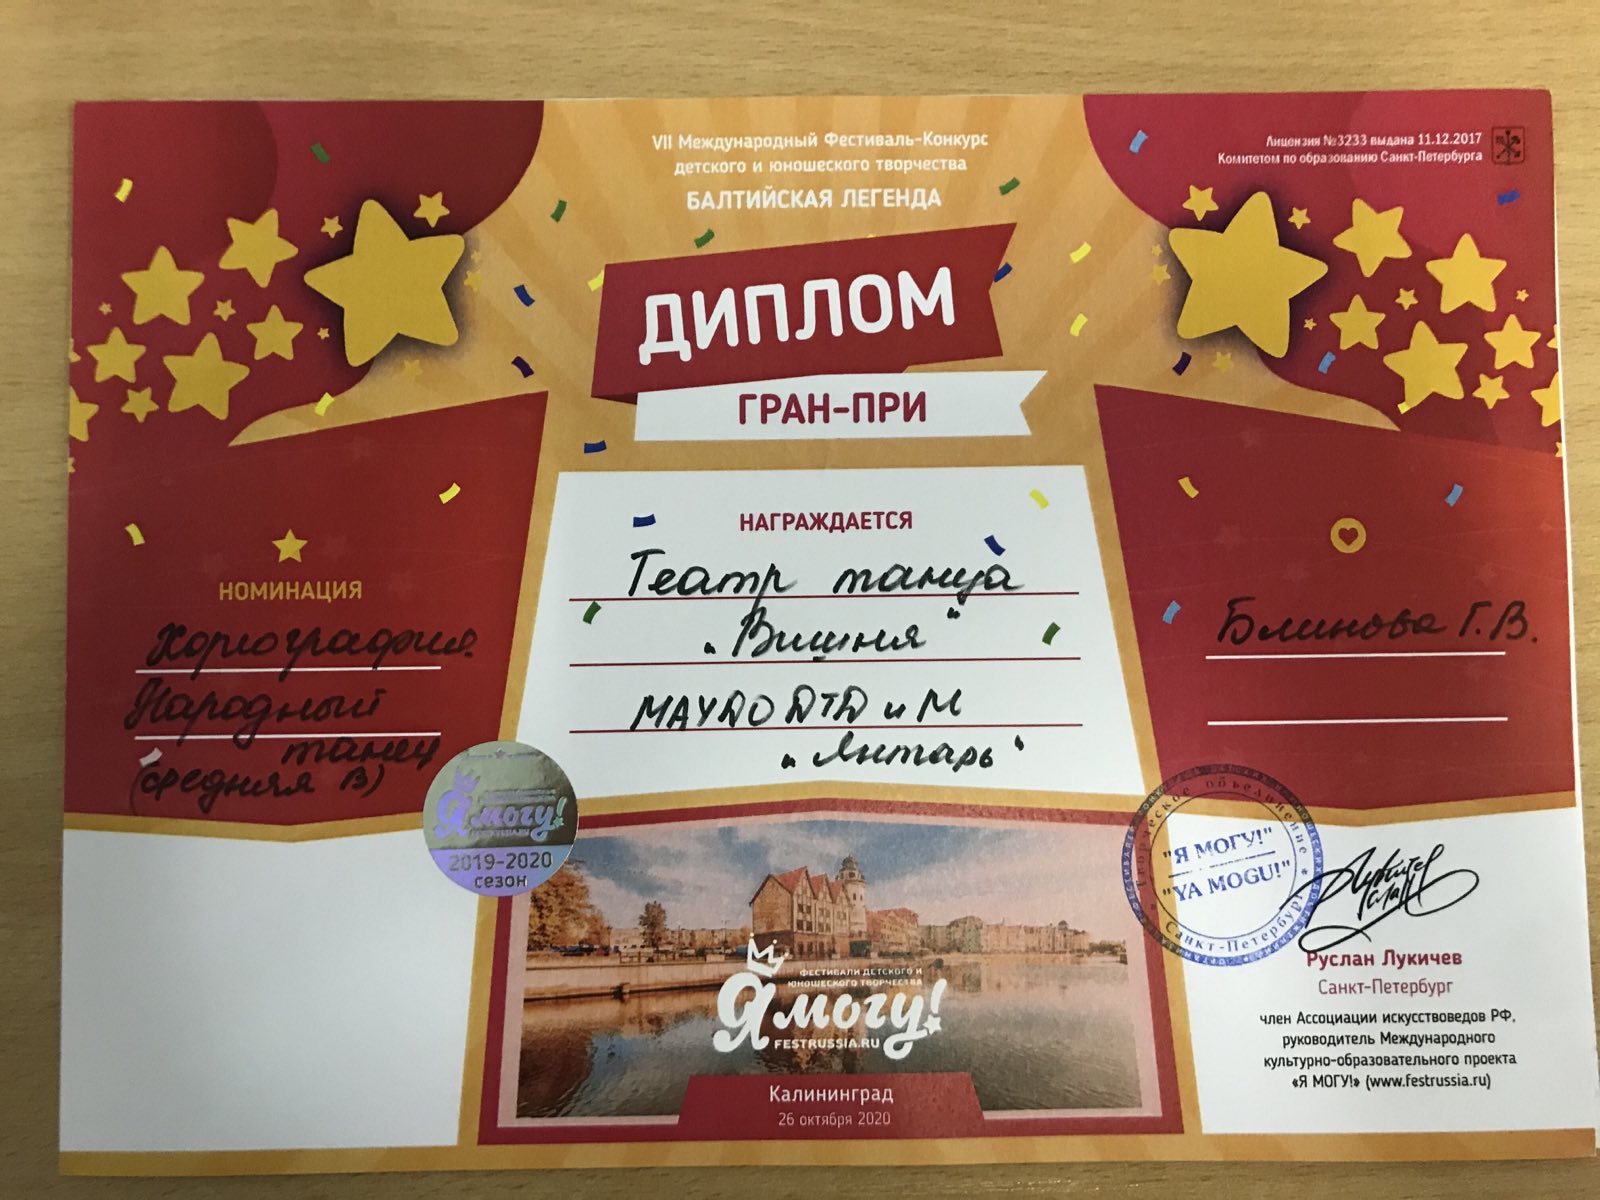 VII Международный Фестиваль-Конкурс
детского и юношеского творчества
БАЛТИЙСКАЯ ЛЕГЕНДА
Лицензия №3233 выдана 11.12.2017
Комитетом по образованию Санкт-Петербурга
ДИПЛОМ
ГРАН-ПРИ
НОМИНАЦИЯ
Хореография.
Народный
танец
(средняя В)
НАГРАЖДАЕТСЯ
Театр танца
„Вишня"
МАУДО ДТД и М
„Янтарь"
Блинова Г.В.
Я могу!
2019-2020
сезон
Творческое объединение
"Я МОГУ!"
"YA MOGU!"
Санкт-Петербург
Руслан Лукичев
Санкт-Петербург
член Ассоциации искусствоведов РФ,
руководитель Международного
культурно-образовательного проекта
«Я МОГУ!» (www.festrussia.ru)
ФЕСТИВАЛИ ДЕТСКОГО И
ЮНОШЕСКОГО ТВОРЧЕСТВА
Я могу!
FESTRUSSIA.RU
Калининград
26 октября 2020